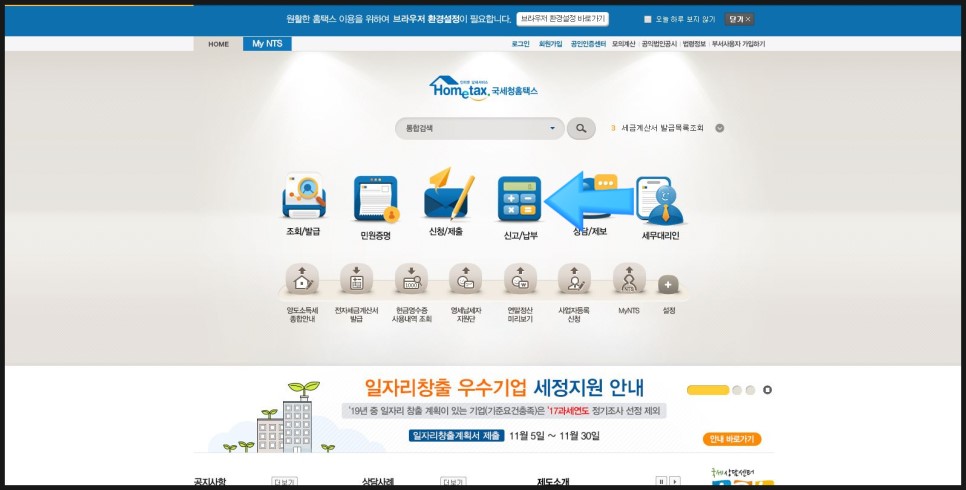 원활한 홈택스 이용을 위하여 브라우저 환경설정이 필요합니다. 브라우저 환경설정 바로가기 오늘 하루 보지 않기 닫기 ×
HOME My NTS 로그인 회원가입 공인인증센터 모의계산 공익법인공시 법령정보 부서사용자 가입하기
Hometax. 국세청홈택스
통합검색 3 세금계산서 발급목록조회
조회/발급 민원증명 신청/제출 신고/납부 상담/제보 세무대리인
양도소득세 종합안내
전자세금계산서 발급
현금영수증 사용내역 조회
영세납세자 지원단
연말정산 미리보기
사업자등록 신청
MyNTS
설정
일자리창출 우수기업 세정지원 안내
'19년 중 일자리 창출 계획이 있는 기업(기준요건충족)은 '17과세연도 정기조사 선정 제외
일자리창출계획서 제출 11월 5일 ~ 11월 30일
안내 바로가기
공지사항 더보기 상담사례 더보기 제도소개
국세상담센터